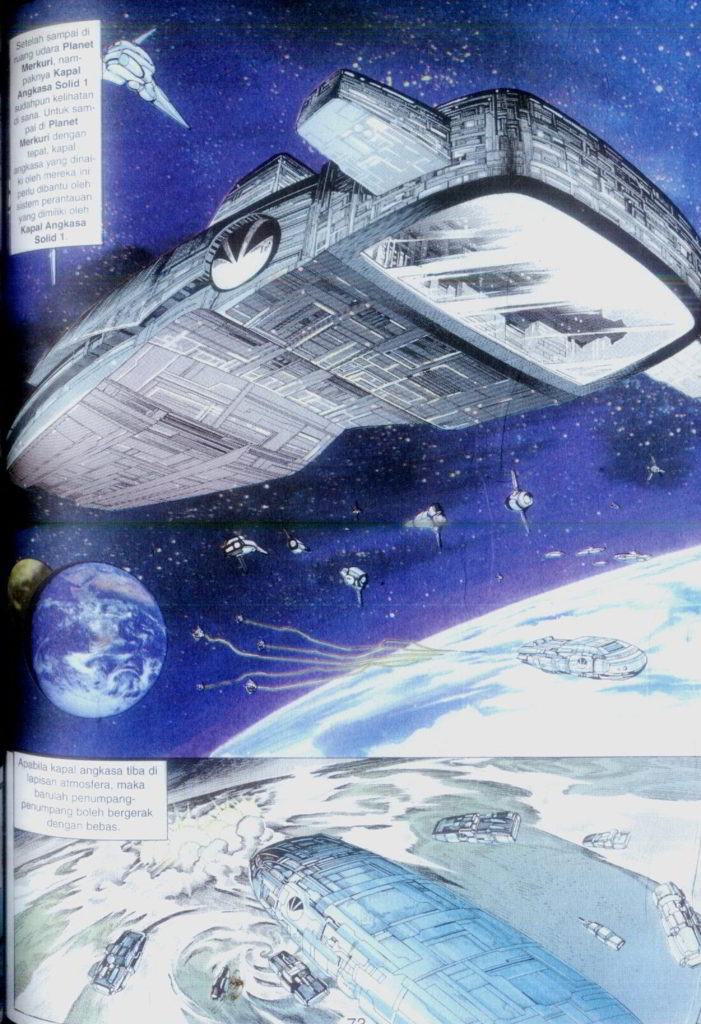 Setelah sampai di
ruang udara Planet
Merkuri, nam-
paknya Kapal
Angkasa Solid 1
sudahpun kelihatan
di sana. Untuk sam-
pai di Planet
Merkuri dengan
tepat, kapal
angkasa yang dinai-
ki oleh mereka ini
perlu dibantu oleh
sistem perantauan
yang dimiliki oleh
Kapal Angkasa
Solid 1.
Apabila kapal angkasa tiba di
lapisan atmosfera, maka
barulah penumpang-
penumpang boleh bergerak
dengan bebas.